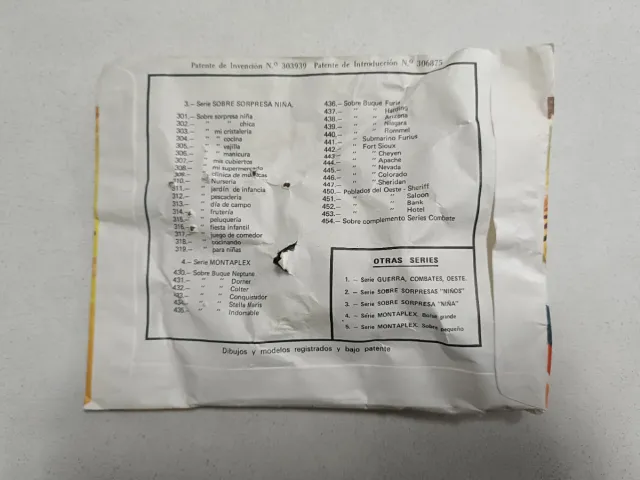 Patente de Invención N.º 303939 Patente de Introducción N.º 306875
3.- Serie SOBRE SORPRESA NIÑA.
301.- Sobre sorpresa niña
302.- " " chica
303.- " mi cristalería
304.- " " cocina
305.- " " vajilla
306.- " " manicura
307.- " mis cubiertos
308.- " mi supermercado
309.- " clínica de muñecas
310.- " Nursería
311.- " jardín de infancia
312.- " pescadería
313.- " día de campo
314.- " frutería
315.- " peluquería
316.- " fiesta infantil
317.- " juego de comedor
318.- " cocinando
319.- " para niñas
4.- Serie MONTAPLEX
430.- Sobre Buque Neptune
431.- " " Dorner
432.- " " Colter
433.- " " Conquistador
434.- " " Stella Maris
435.- " " Indomable
436.- Sobre Buque Furia
437.- " "
438.- " " Arizona
439.- " " Niagara
440.- " " Rommel
441.- " Submarino Furius
442.- " Fort Sioux
443.- " " Cheyen
444.- " " Apache
445.- " " Nevada
446.- " " Colorado
447.- " " Sheridan
450.- Poblados del Oeste - Sheriff
451.- " " " Saloon
452.- " " " Bank
453.- " " " Hotel
454.- Sobre complemento Series Combate
OTRAS SERIES
1.- Serie GUERRA, COMBATES, OESTE.
2.- Serie SOBRE SORPRESAS "NIÑOS"
3.- Serie SOBRE SORPRESA "NIÑA"
4.- Serie MONTAPLEX. Bolsa grande
5.- Serie MONTAPLEX. Sobre pequeño
Dibujos y modelos registrados y bajo patente